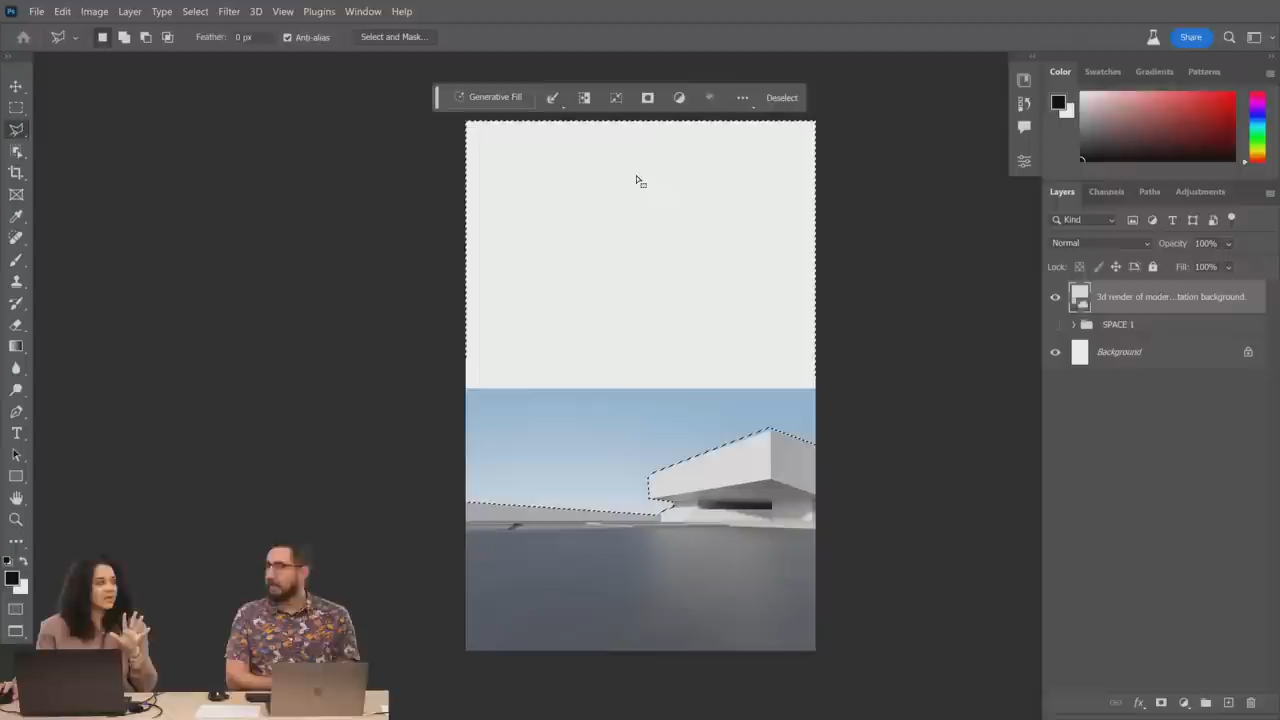 Ps File Edit Image Layer Type Select Filter 3D View Plugins Window Help
Feather: 0 px Anti-alias Select and Mask... Share
Generative Fill Deselect
Color Swatches Gradients Patterns
Layers Channels Paths Adjustments
Kind
Normal Opacity: 100%
Lock: Fill: 100%
3d render of moder...tation background.
SPACE 1
Background
fx